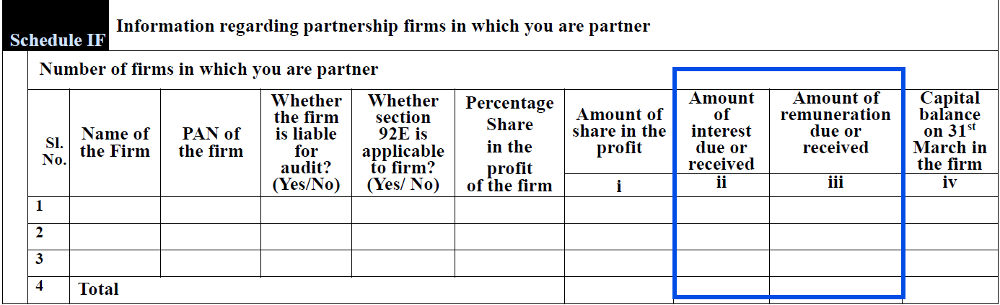 Schedule IF
Information regarding partnership firms in which you are partner
Number of firms in which you are partner
Sl.
No.
Name of
the Firm
PAN of
the firm
Whether
the firm
is liable
for
audit?
(Yes/No)
Whether
section
92E is
applicable
to firm?
(Yes/ No)
Percentage
Share
in the
profit
of the firm
Amount of
share in the
profit
i
Amount
of
interest
due or
received
ii
Amount of
remuneration
due or
received
iii
Capital
balance
on 31st
March in
the firm
iv
1
2
3
4 Total